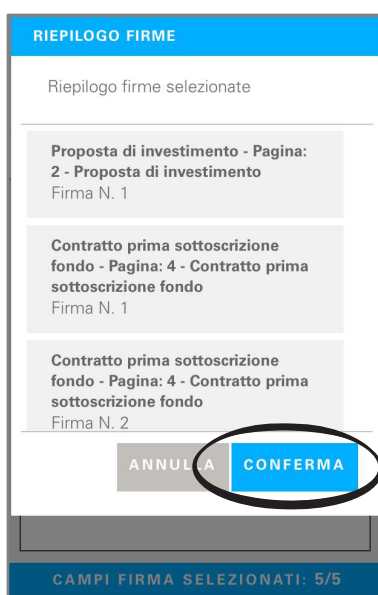 RIEPILOGO FIRME
Riepilogo firme selezionate
Proposta di investimento - Pagina:
2 - Proposta di investimento
Firma N. 1
Contratto prima sottoscrizione
fondo - Pagina: 4 - Contratto prima
sottoscrizione fondo
Firma N. 1
Contratto prima sottoscrizione
fondo - Pagina: 4 - Contratto prima
sottoscrizione fondo
Firma N. 2
ANNULLA CONFERMA
CAMPI FIRMA SELEZIONATI: 5/5